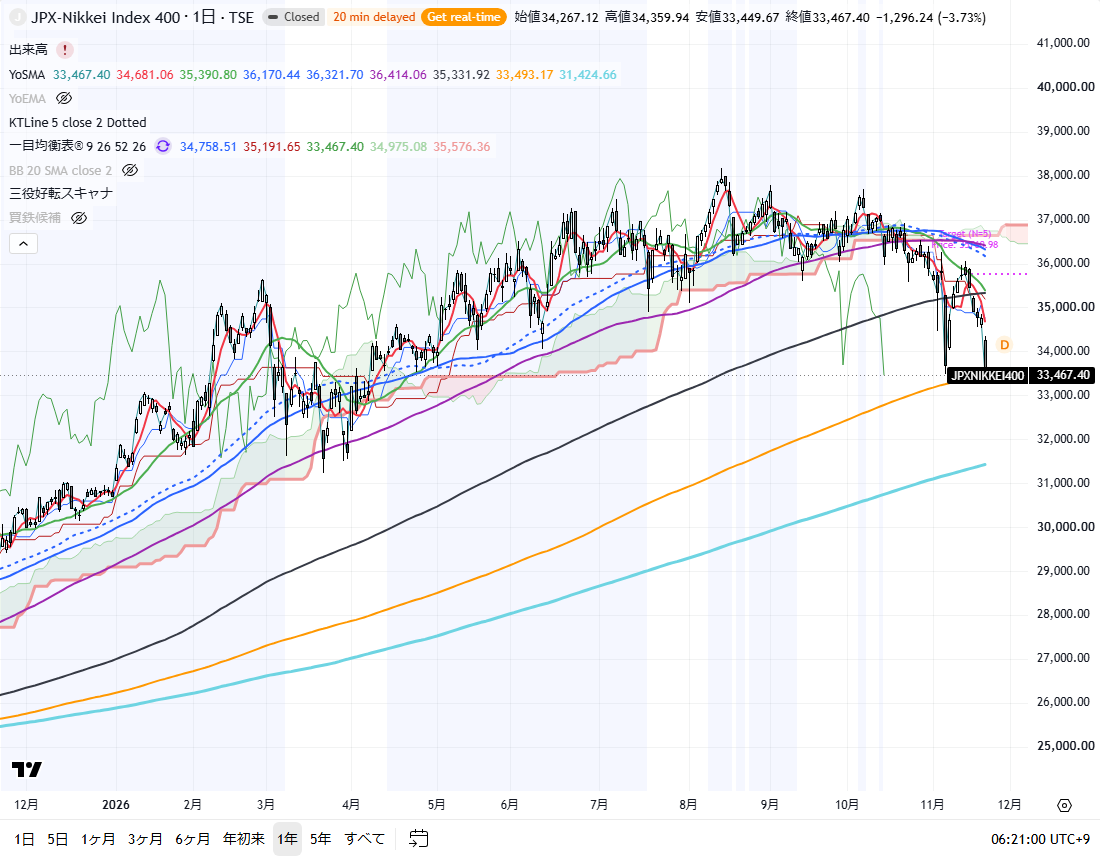 J JPX-Nikkei Index 400 · 1日 · TSE Closed 20 min delayed Get real-time 始値34,267.12 高値34,359.94 安値33,449.67 終値33,467.40 −1,296.24 (−3.73%)
出来高 !
YoSMA 33,467.40 34,681.06 35,390.80 36,170.44 36,321.70 36,414.06 35,331.92 33,493.17 31,424.66
YoEMA
KTLine 5 close 2 Dotted
一目均衡表® 9 26 52 26 34,758.51 35,191.65 33,467.40 34,975.08 35,576.36
BB 20 SMA close 2
三役好転スキャナ
買鉄候補
41,000.00
40,000.00
39,000.00
38,000.00
37,000.00
36,000.00
35,000.00
34,000.00
33,000.00
32,000.00
31,000.00
30,000.00
29,000.00
28,000.00
27,000.00
26,000.00
25,000.00
Target (N=5)
D
JPXNIKKEI400 33,467.40
12月 2026 2月 3月 4月 5月 6月 7月 8月 9月 10月 11月 12月
1日 5日 1ヶ月 3ヶ月 6ヶ月 年初来 1年 5年 すべて 06:21:00 UTC+9